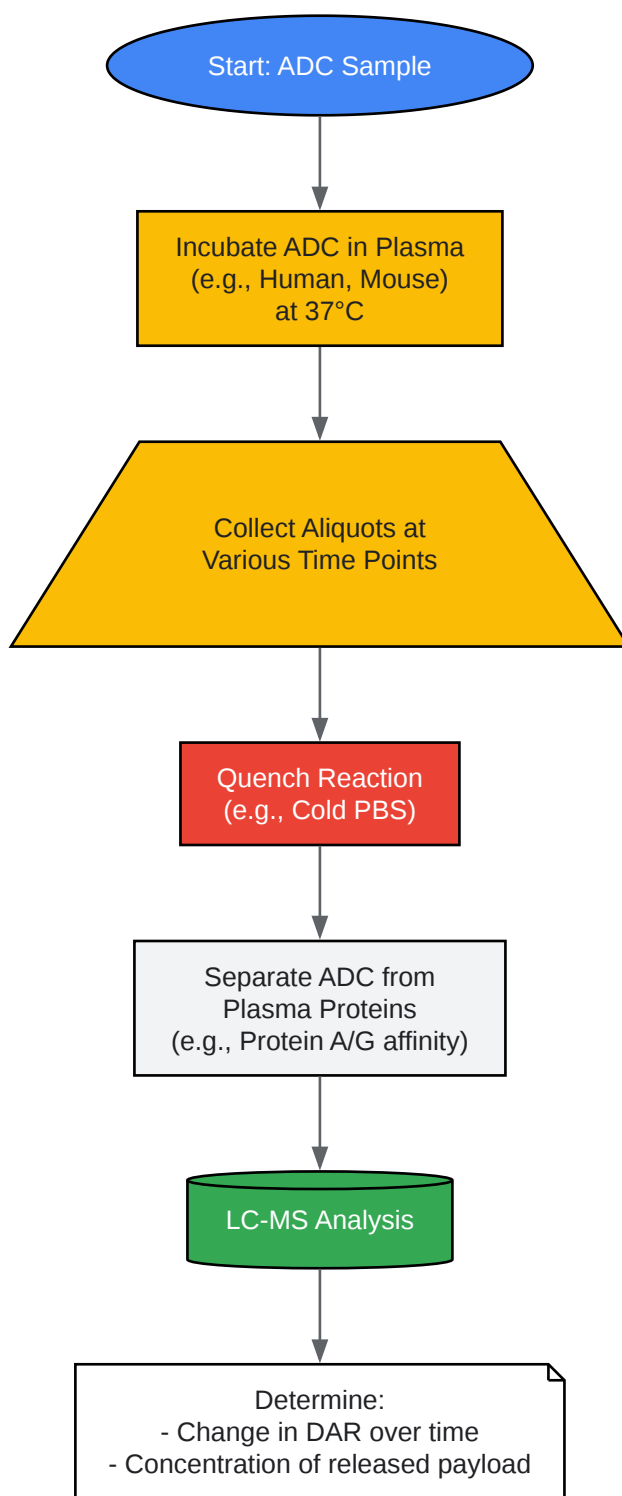 Start: ADC Sample
Incubate ADC in Plasma
(e.g., Human, Mouse)
at 37°C
Collect Aliquots at
Various Time Points
Quench Reaction
(e.g., Cold PBS)
Separate ADC from
Plasma Proteins
(e.g., Protein A/G affinity)
LC-MS Analysis
Determine:
- Change in DAR over time
- Concentration of released payload